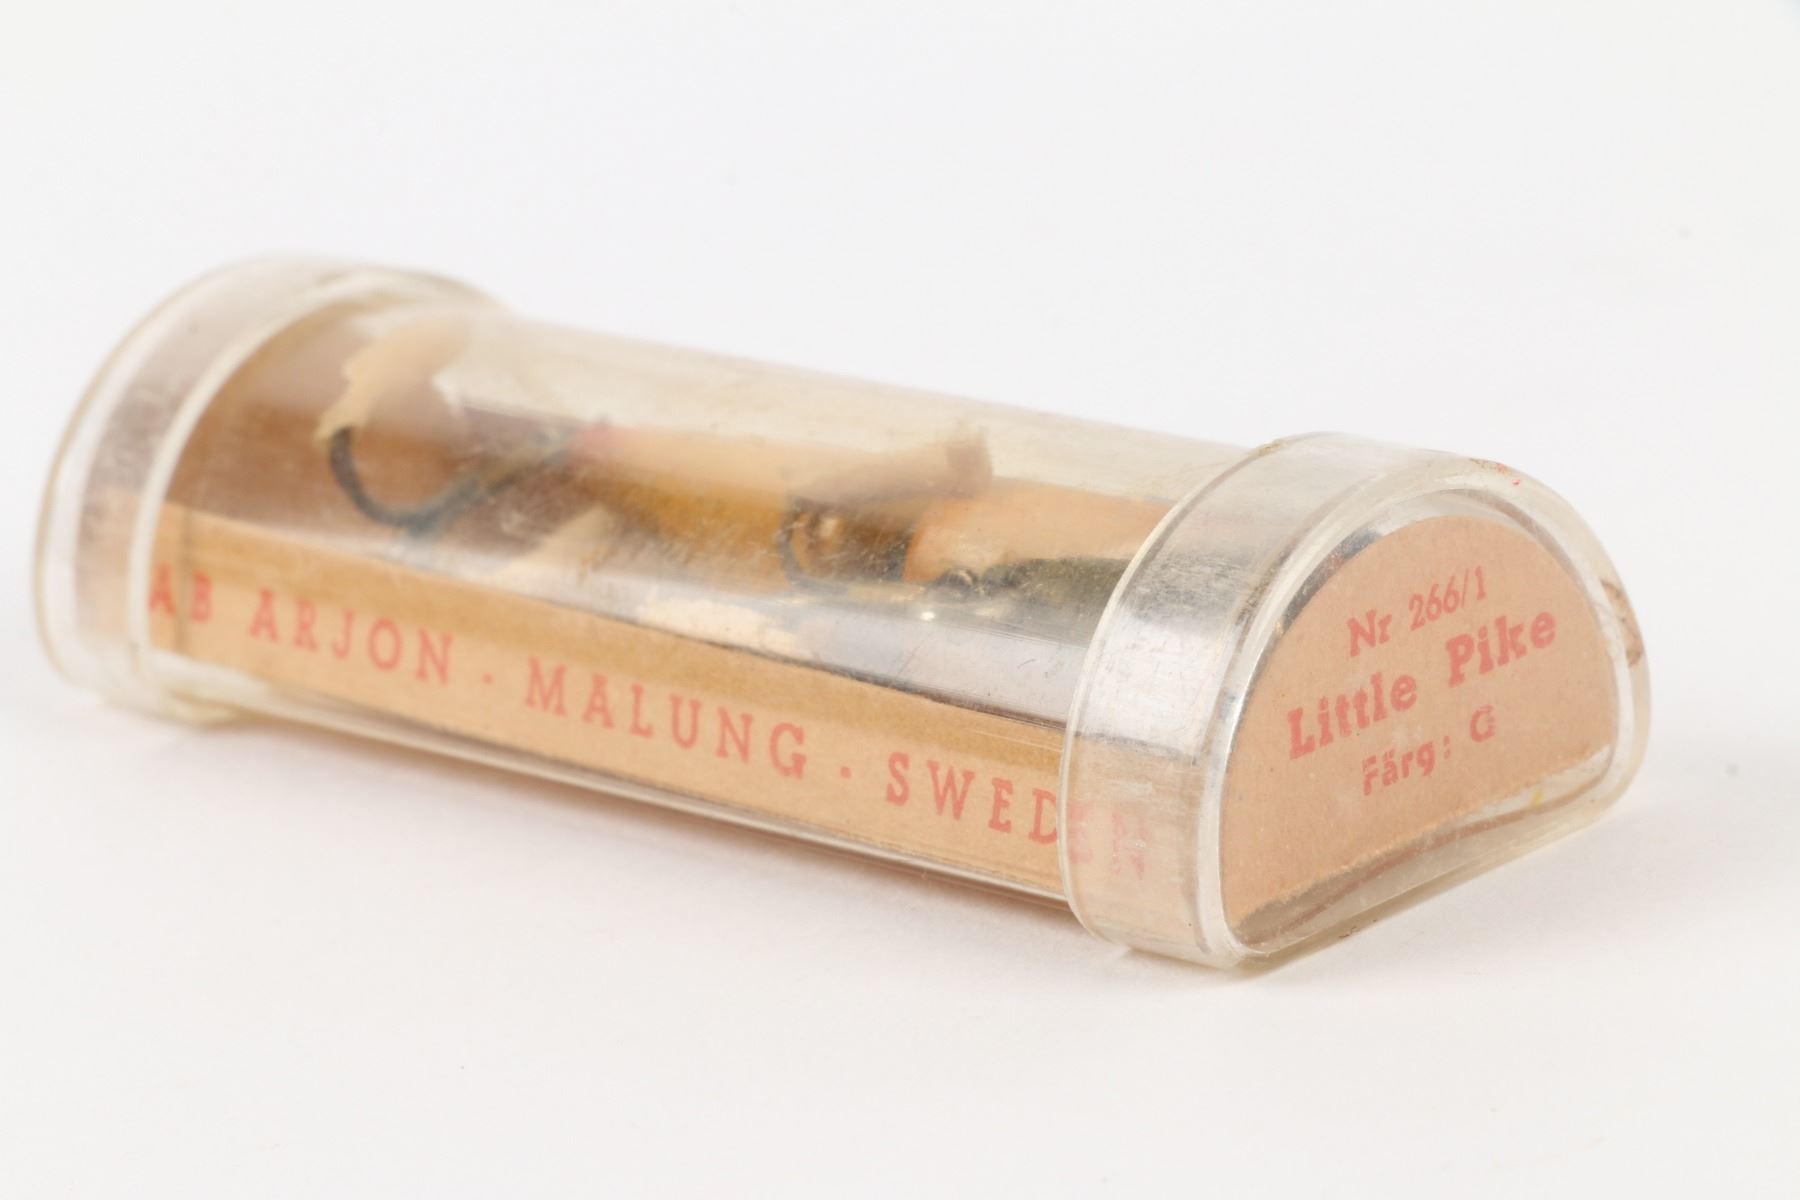 AB ARJON · MALUNG · SWEDEN
Nr 266/1
Little Pike
Färg: G